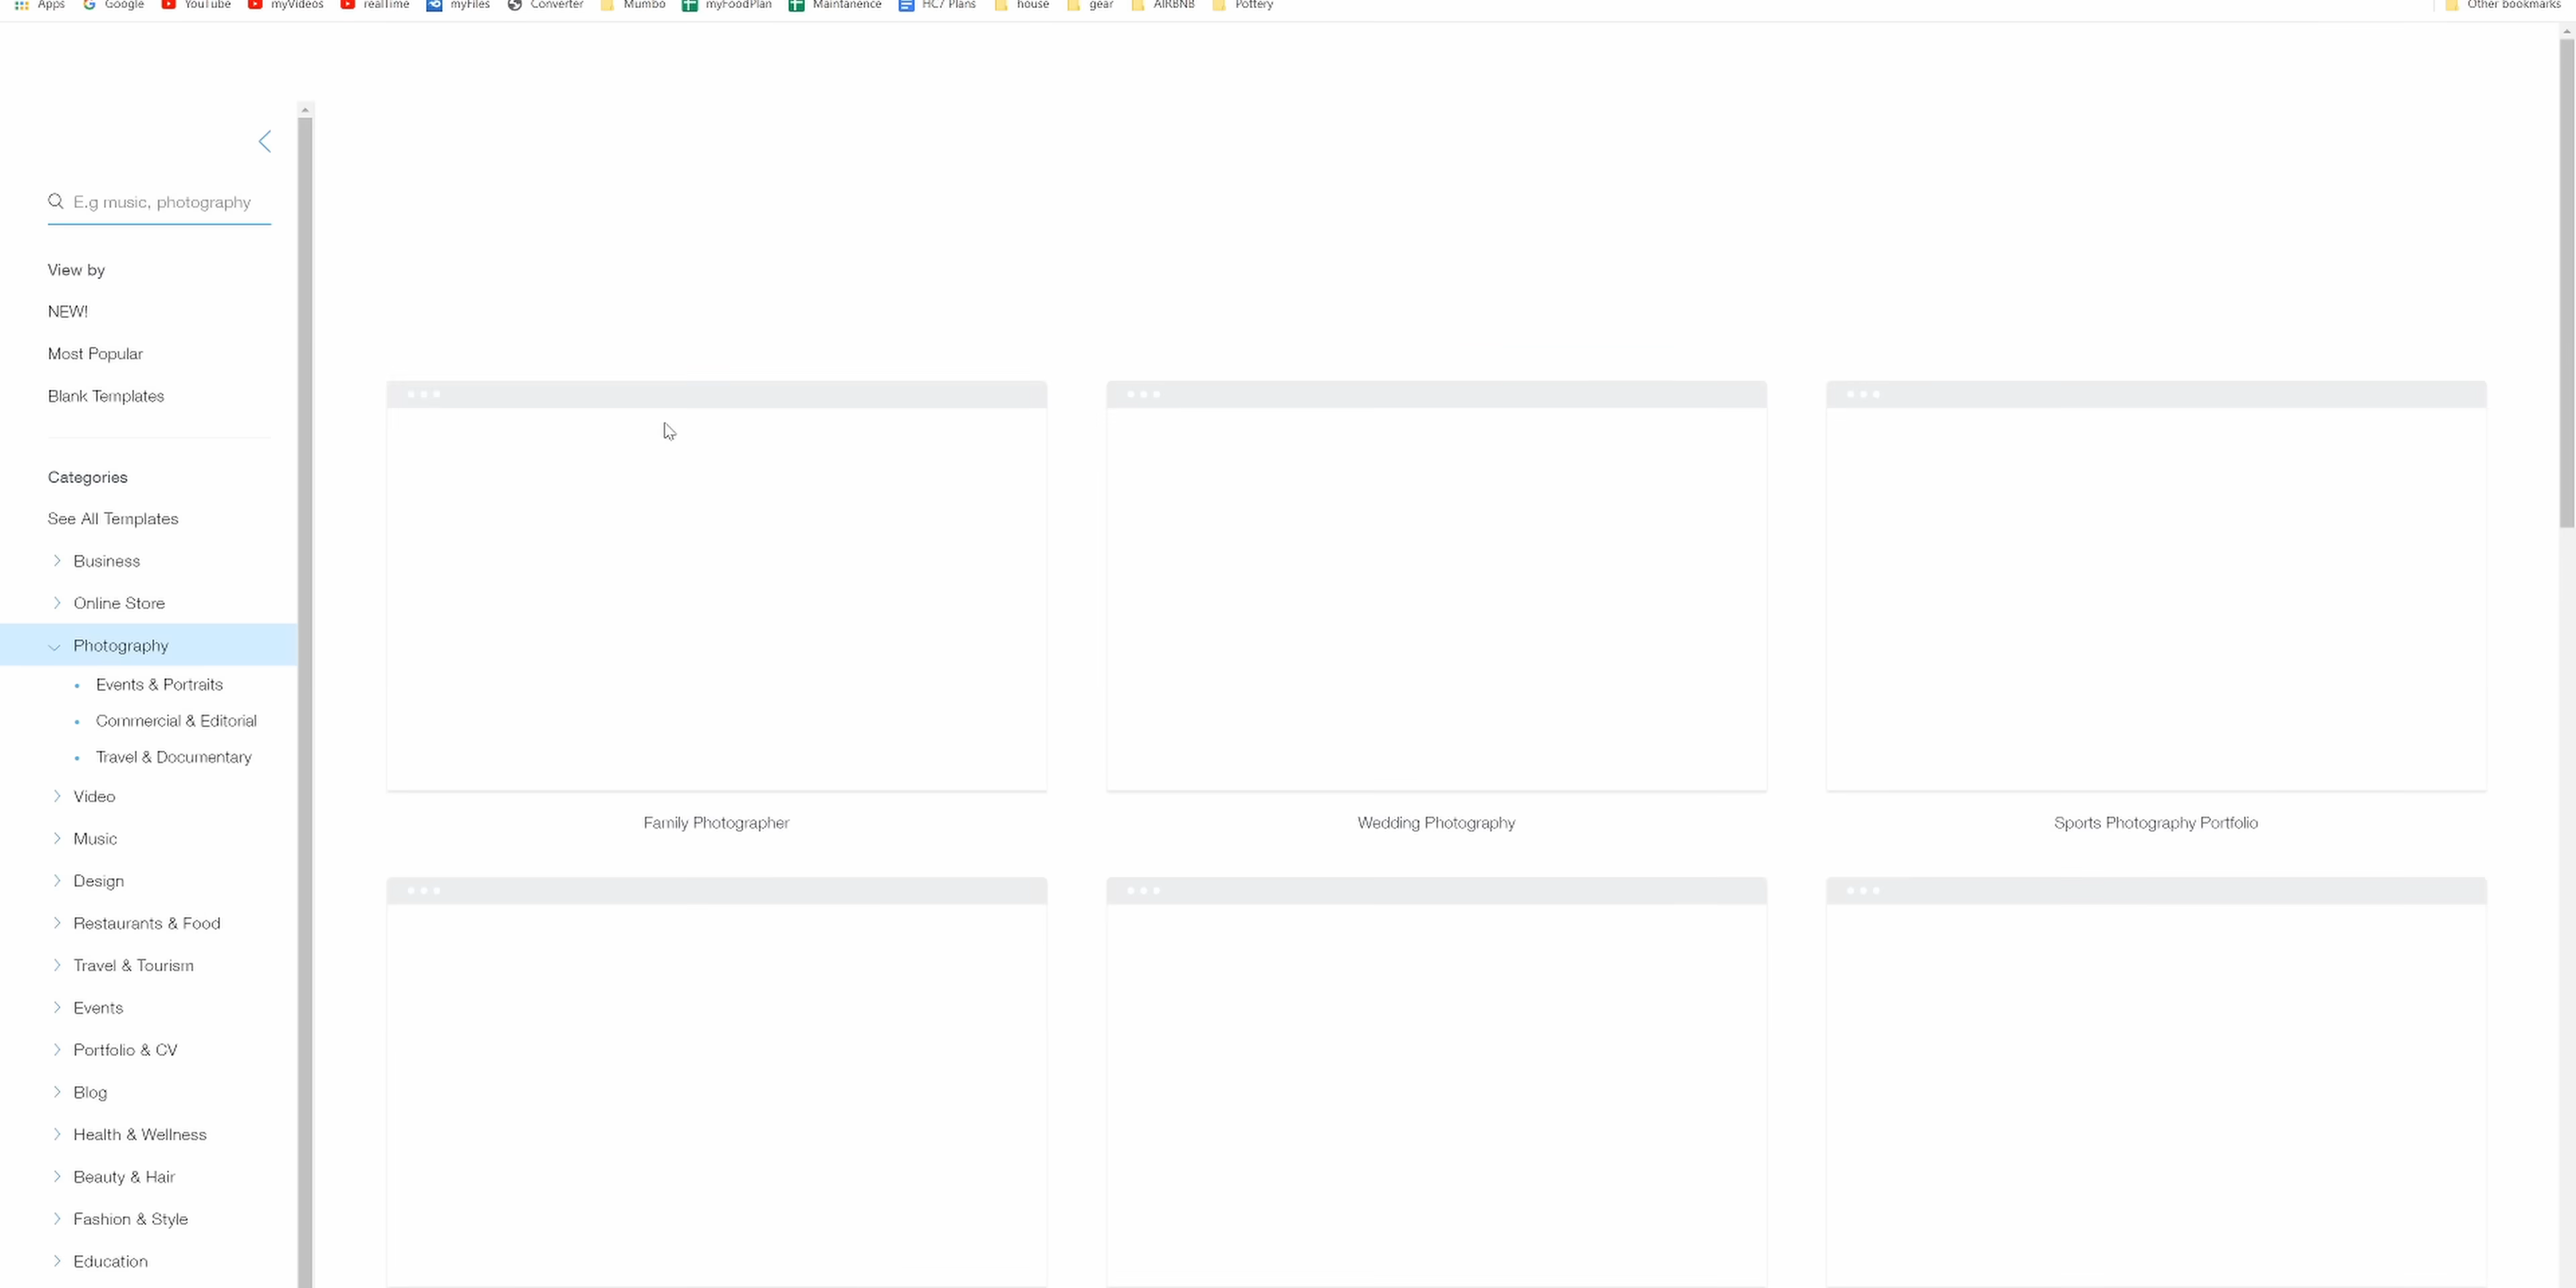 Apps Google YouTube myVideos realTime myFiles Converter Mumbo myFoodPlan Maintanence HC7 Plans house gear AIRBNB Pottery Other bookmarks
E.g music, photography
View by
NEW!
Most Popular
Blank Templates
Categories
See All Templates
Business
Online Store
Photography
Events & Portraits
Commercial & Editorial
Travel & Documentary
Video
Music
Design
Restaurants & Food
Travel & Tourism
Events
Portfolio & CV
Blog
Health & Wellness
Beauty & Hair
Fashion & Style
Education
Family Photographer Wedding Photography Sports Photography Portfolio